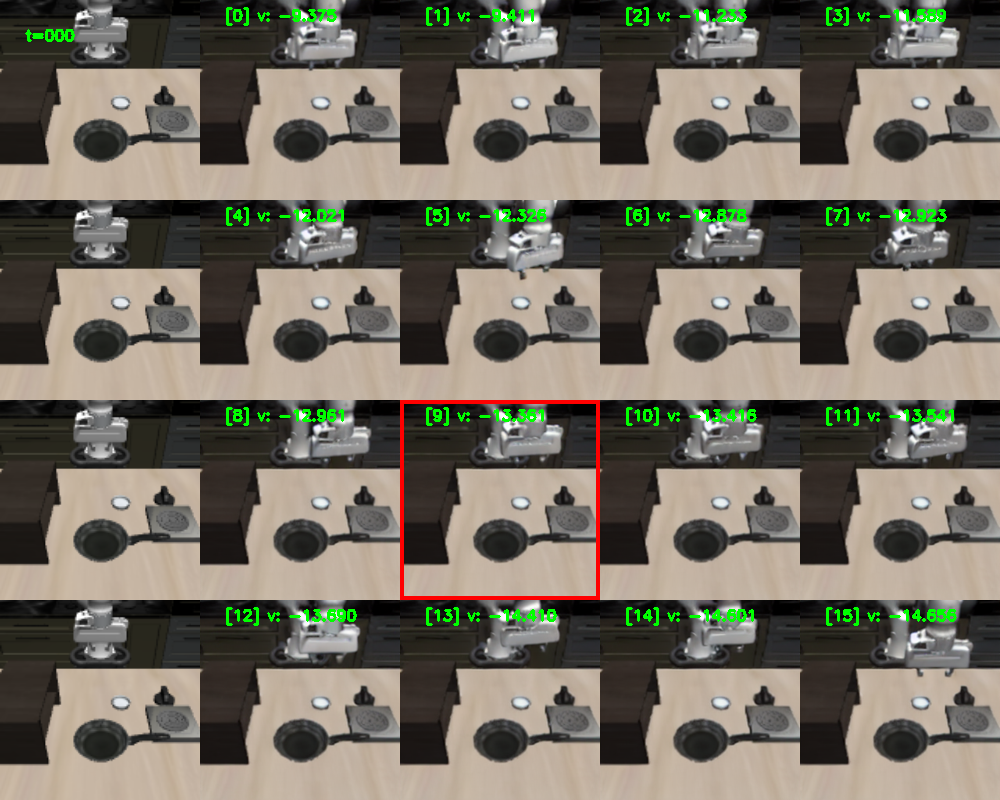 t=000
[0] v: -9.375
[1] v: -9.411
[2] v: -11.233
[3] v: -11.589
[4] v: -12.021
[5] v: -12.326
[6] v: -12.878
[7] v: -12.923
[8] v: -12.961
[9] v: -13.361
[10] v: -13.416
[11] v: -13.541
[12] v: -13.690
[13] v: -14.410
[14] v: -14.601
[15] v: -14.656